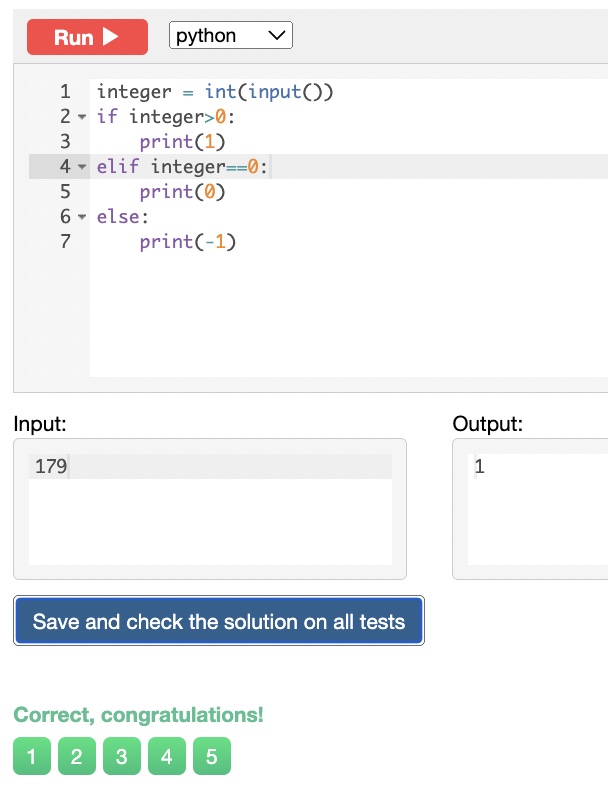 Run python
1 integer = int(input())
2 if integer>0:
3     print(1)
4 elif integer==0:
5     print(0)
6 else:
7     print(-1)
Input: Output:
179 1
Save and check the solution on all tests
Correct, congratulations!
1 2 3 4 5